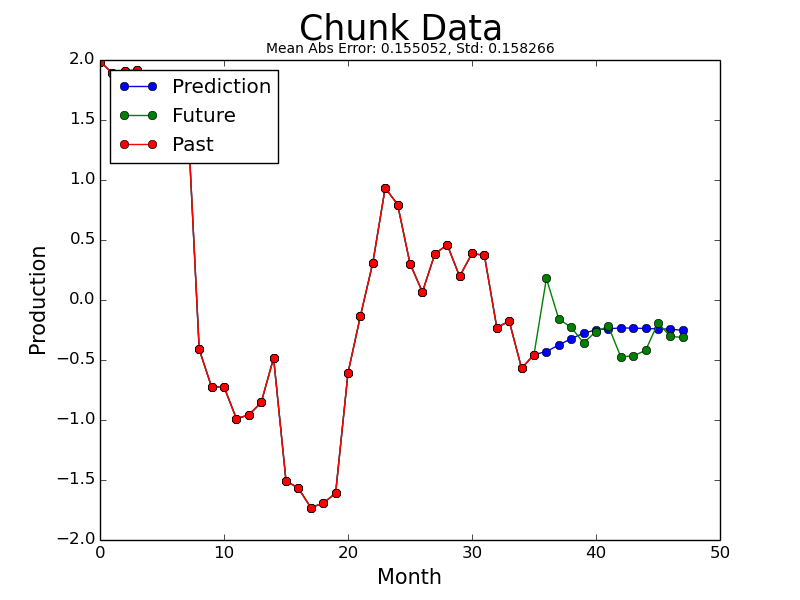 Chunk Data
Mean Abs Error: 0.155052, Std: 0.158266
Prediction
Future
Past
Production
2.0
1.5
1.0
0.5
0.0
−0.5
−1.0
−1.5
−2.0
0 10 20 30 40 50
Month